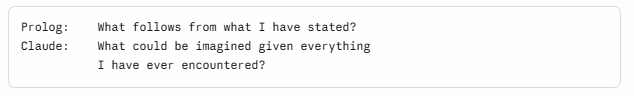 Prolog:    What follows from what I have stated?
Claude:    What could be imagined given everything
           I have ever encountered?